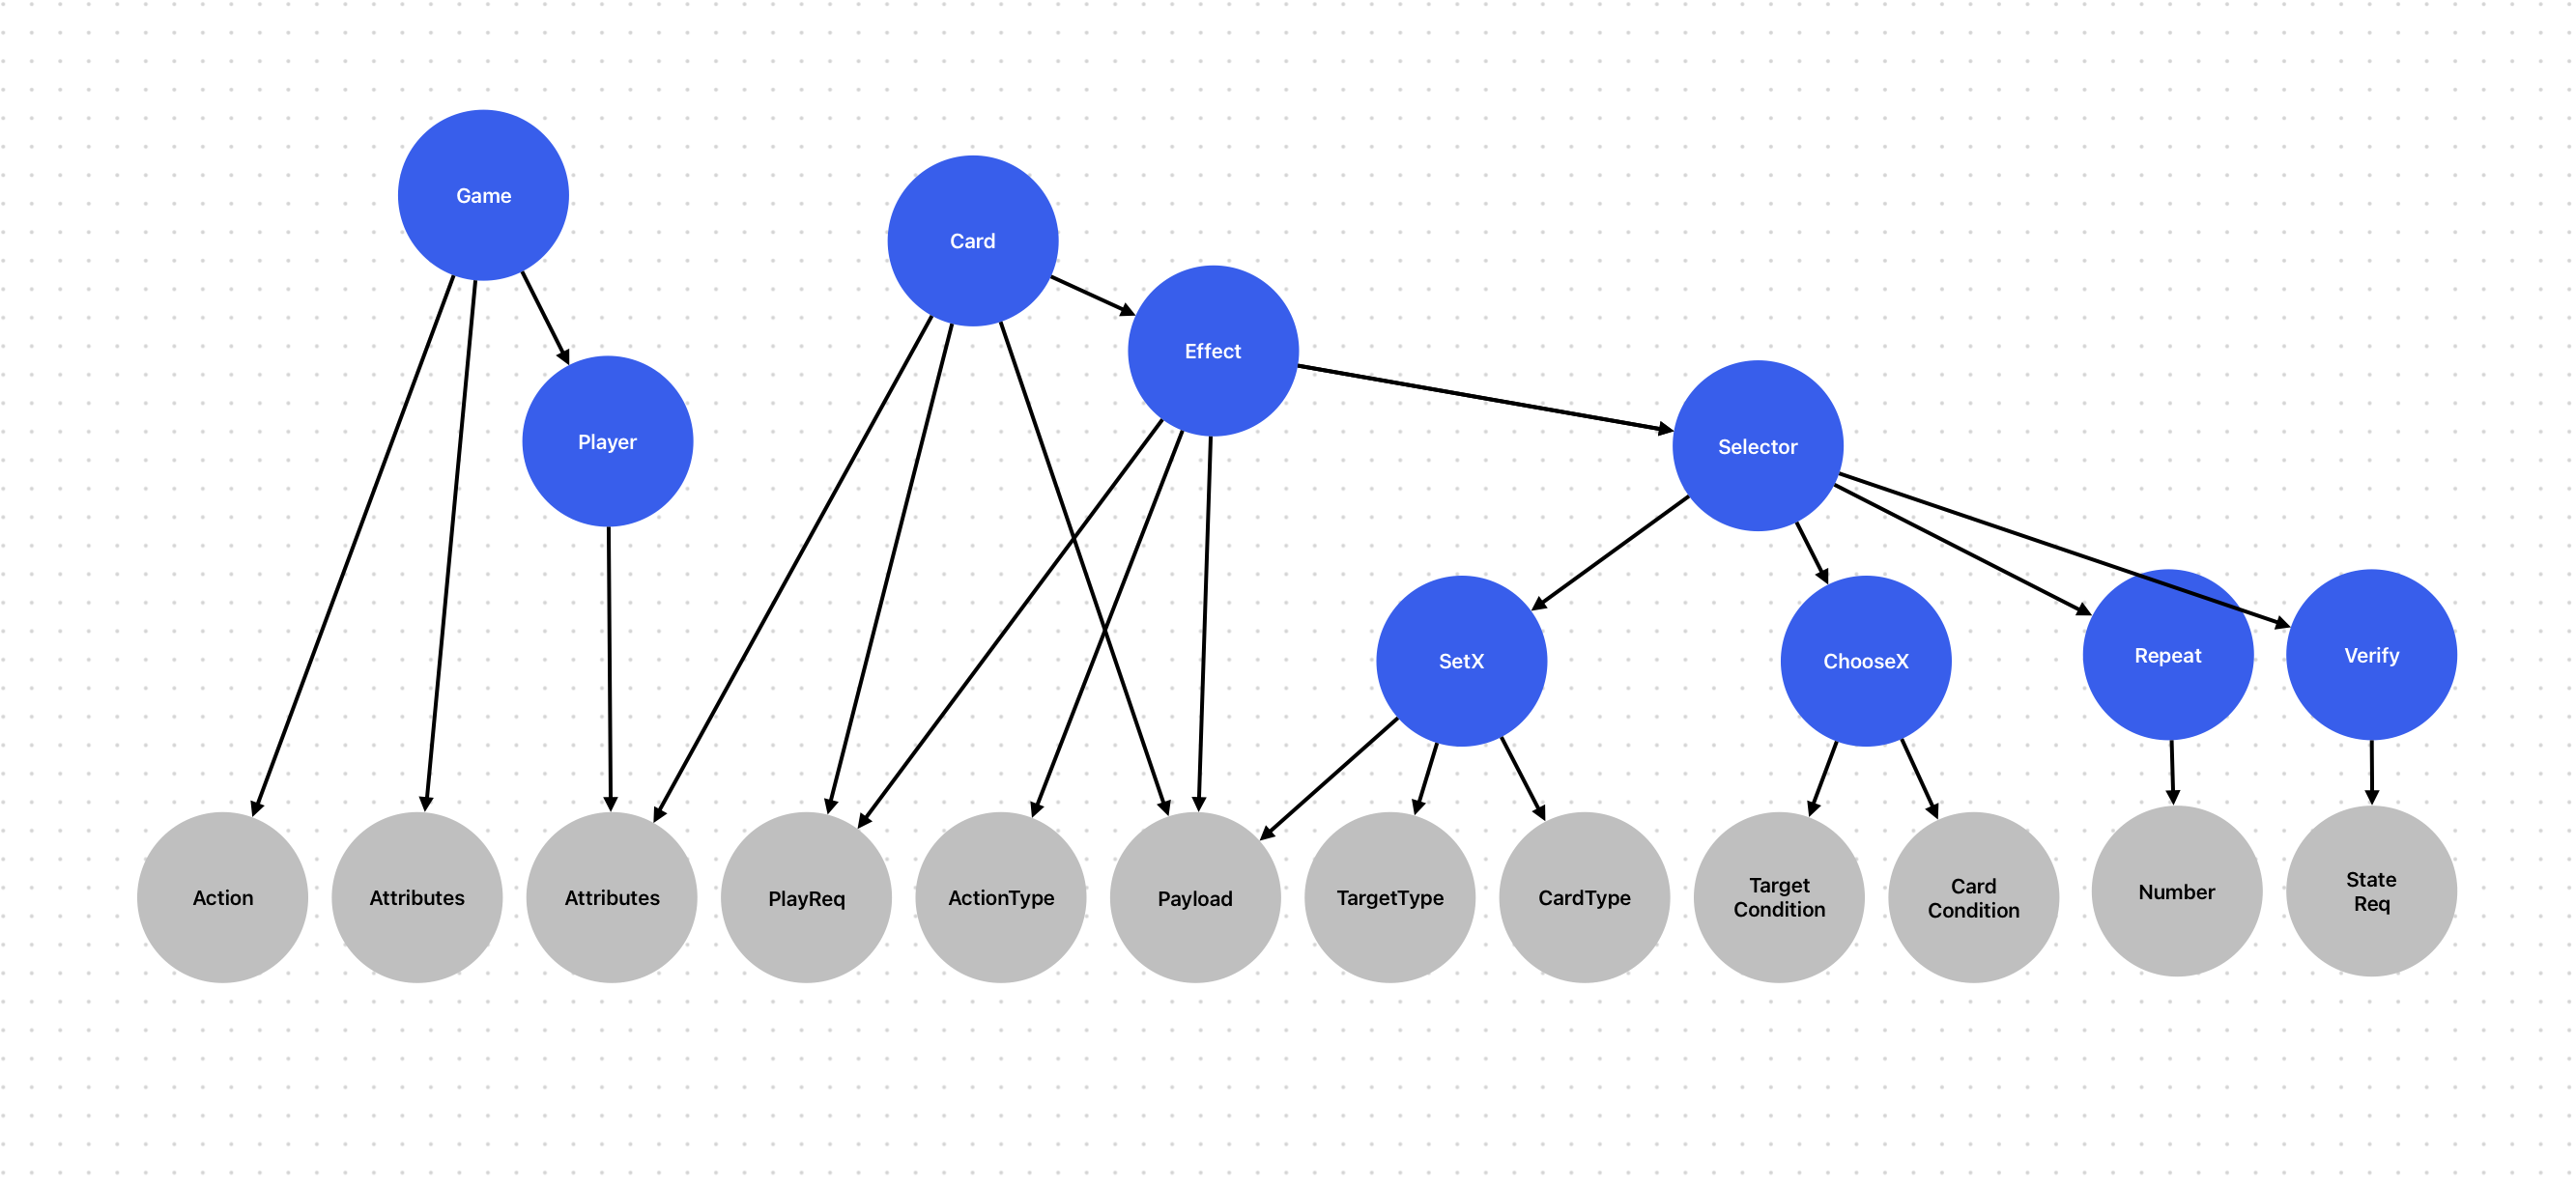 Game
Card
Effect
Player
Selector
SetX
ChooseX
Repeat
Verify
Action
Attributes
Attributes
PlayReq
ActionType
Payload
TargetType
CardType
Target
Condition
Card
Condition
Number
State
Req